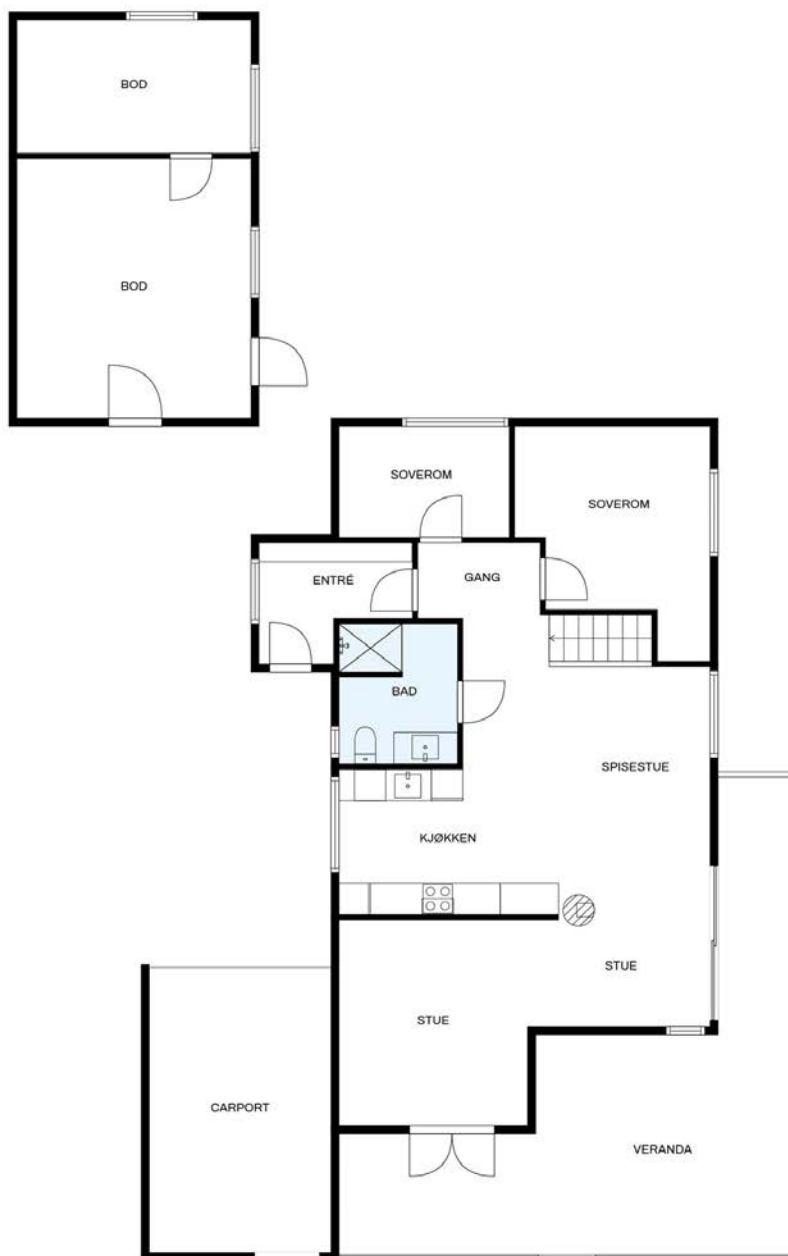 BOD
BOD
SOVEROM
SOVEROM
ENTRÉ
GANG
BAD
SPISESTUE
KJØKKEN
STUE
STUE
CARPORT
VERANDA